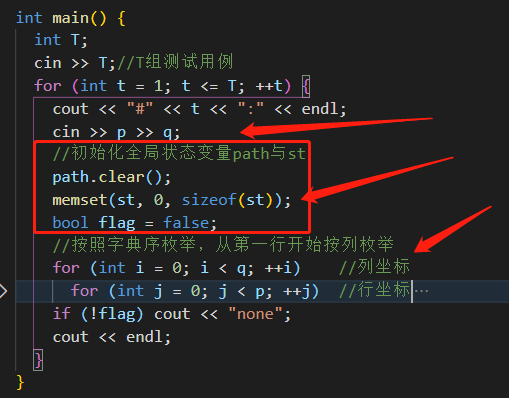 int main() {
int T;
cin >> T;//T组测试用例
for (int t = 1; t <= T; ++t) {
cout << "#" << t << ":" << endl;
cin >> p >> q;
//初始化全局状态变量path与st
path.clear();
memset(st, 0, sizeof(st));
bool flag = false;
//按照字典序枚举，从第一行开始按列枚举
for (int i = 0; i < q; ++i) //列坐标
for (int j = 0; j < p; ++j) //行坐标…
if (!flag) cout << "none";
cout << endl;
}
}